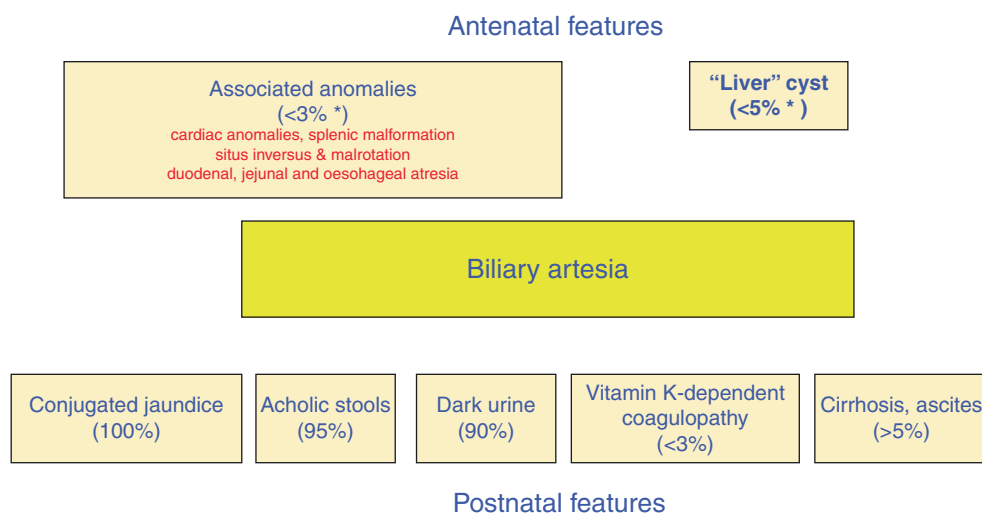 Antenatal features
Associated anomalies
(<3% *)
cardiac anomalies, splenic malformation
situs inversus & malrotation
duodenal, jejunal and oesohageal atresia
“Liver” cyst
(<5% * )
Biliary artesia
Conjugated jaundice
(100%)
Acholic stools
(95%)
Dark urine
(90%)
Vitamin K-dependent
coagulopathy
(<3%)
Cirrhosis, ascites
(>5%)
Postnatal features